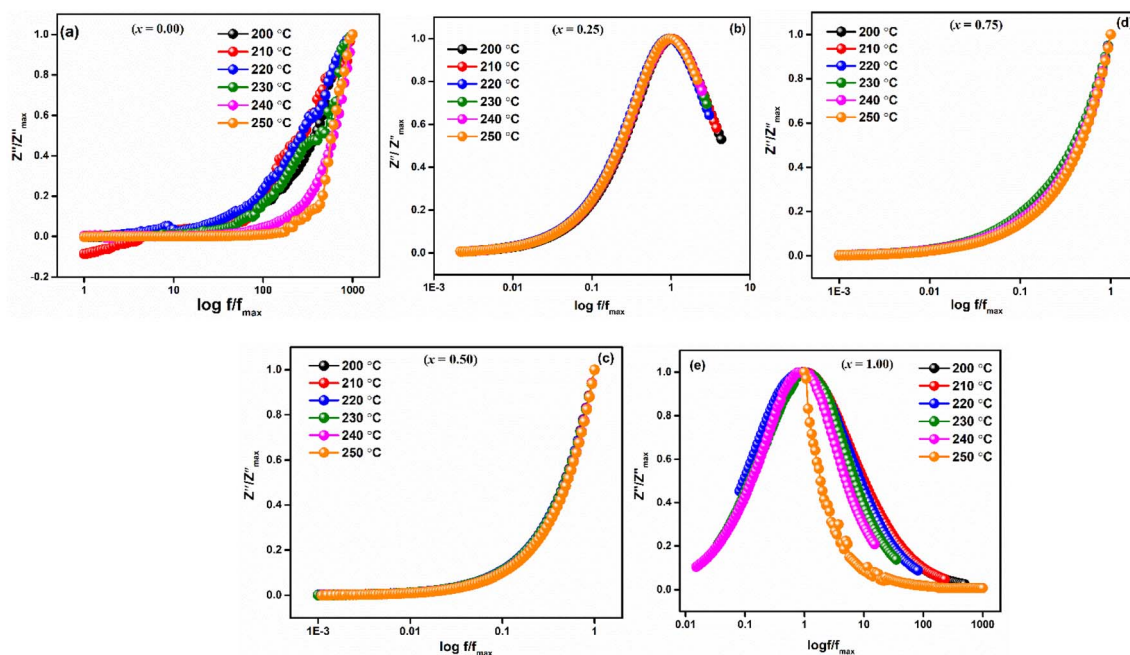 (a)
(x = 0.00)
200 °C
210 °C
220 °C
230 °C
240 °C
250 °C
Z''/Z''max
1.0
0.8
0.6
0.4
0.2
0.0
-0.2
1 10 100 1000
log f/fmax
(x = 0.25)
(b)
200 °C
210 °C
220 °C
230 °C
240 °C
250 °C
Z''/ Z''max
1.0
0.8
0.6
0.4
0.2
0.0
1E-3 0.01 0.1 1 10
log f/fmax
(x = 0.75)
(d)
200 °C
210 °C
220 °C
230 °C
240 °C
250 °C
Z''/Z''max
1.0
0.8
0.6
0.4
0.2
0.0
1E-3 0.01 0.1 1
log f/fmax
(x = 0.50)
(c)
200 °C
210 °C
220 °C
230 °C
240 °C
250 °C
Z''/Z''max
1.0
0.8
0.6
0.4
0.2
0.0
1E-3 0.01 0.1 1
log f/fmax
(e)
(x = 1.00)
200 °C
210 °C
220 °C
230 °C
240 °C
250 °C
Z''/Z''max
1.0
0.8
0.6
0.4
0.2
0.0
0.01 0.1 1 10 100 1000
logf/fmax